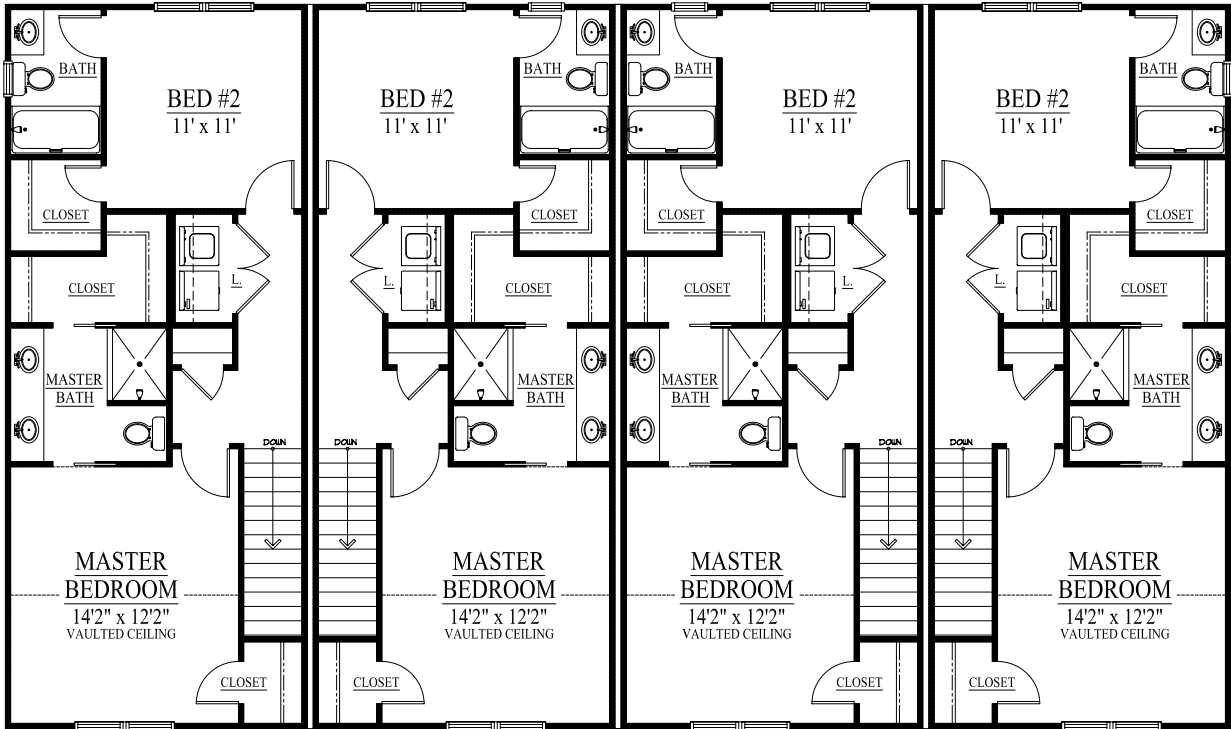 BATH
BED #2
11' x 11'
CLOSET
CLOSET
L.
MASTER
BATH
DOWN
MASTER
BEDROOM
14'2" x 12'2"
VAULTED CEILING
CLOSET
BED #2
11' x 11'
BATH
CLOSET
L.
CLOSET
MASTER
BATH
DOWN
MASTER
BEDROOM
14'2" x 12'2"
VAULTED CEILING
CLOSET
BATH
BED #2
11' x 11'
CLOSET
CLOSET
L.
MASTER
BATH
DOWN
MASTER
BEDROOM
14'2" x 12'2"
VAULTED CEILING
CLOSET
BED #2
11' x 11'
BATH
CLOSET
L.
CLOSET
MASTER
BATH
DOWN
MASTER
BEDROOM
14'2" x 12'2"
VAULTED CEILING
CLOSET